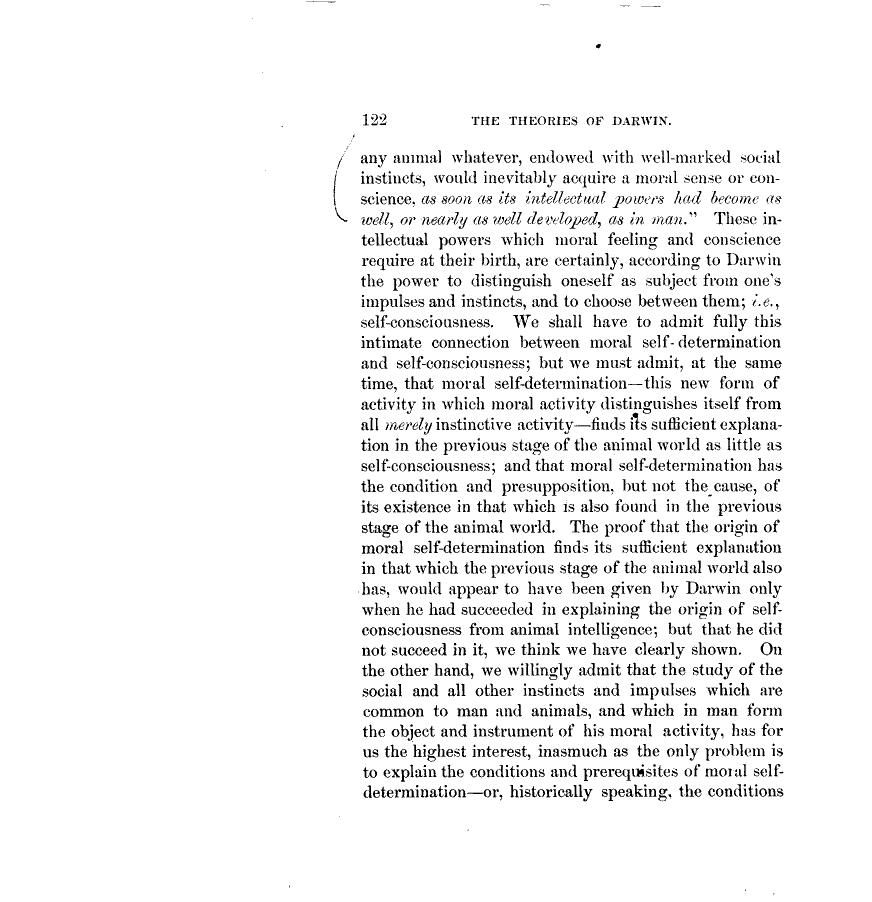 122 THE THEORIES OF DARWIN.
any animal whatever, endowed with well-marked social
instincts, would inevitably acquire a moral sense or con-
science, as soon as its intellectual powers had become as
well, or nearly as well developed, as in man." These in-
tellectual powers which moral feeling and conscience
require at their birth, are certainly, according to Darwin
the power to distinguish oneself as subject from one's
impulses and instincts, and to choose between them; i.e.,
self-consciousness. We shall have to admit fully this
intimate connection between moral self-determination
and self-consciousness; but we must admit, at the same
time, that moral self-determination—this new form of
activity in which moral activity distinguishes itself from
all merely instinctive activity—finds its sufficient explana-
tion in the previous stage of the animal world as little as
self-consciousness; and that moral self-determination has
the condition and presupposition, but not the cause, of
its existence in that which is also found in the previous
stage of the animal world. The proof that the origin of
moral self-determination finds its sufficient explanation
in that which the previous stage of the animal world also
has, would appear to have been given by Darwin only
when he had succeeded in explaining the origin of self-
consciousness from animal intelligence; but that he did
not succeed in it, we think we have clearly shown. On
the other hand, we willingly admit that the study of the
social and all other instincts and impulses which are
common to man and animals, and which in man form
the object and instrument of his moral activity, has for
us the highest interest, inasmuch as the only problem is
to explain the conditions and prerequisites of moral self-
determination—or, historically speaking, the conditions